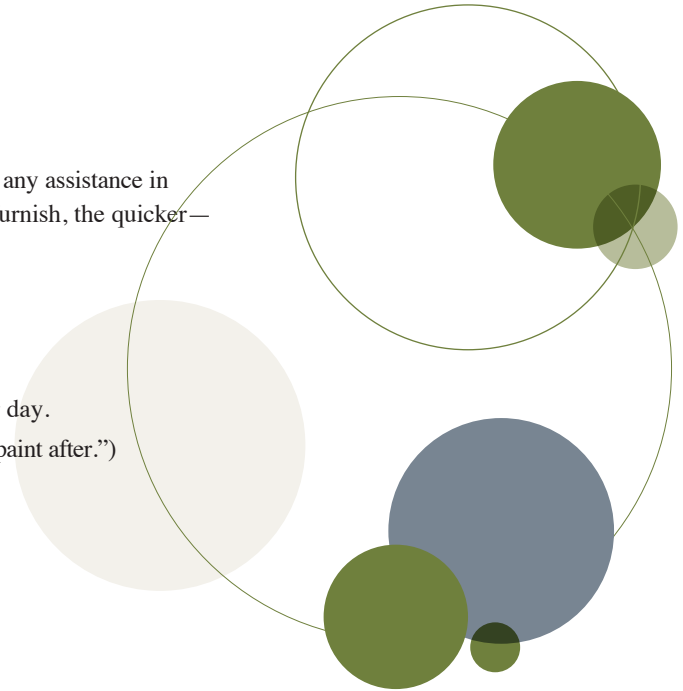 any assistance in
urnish, the quicker—
day.
paint after.”)